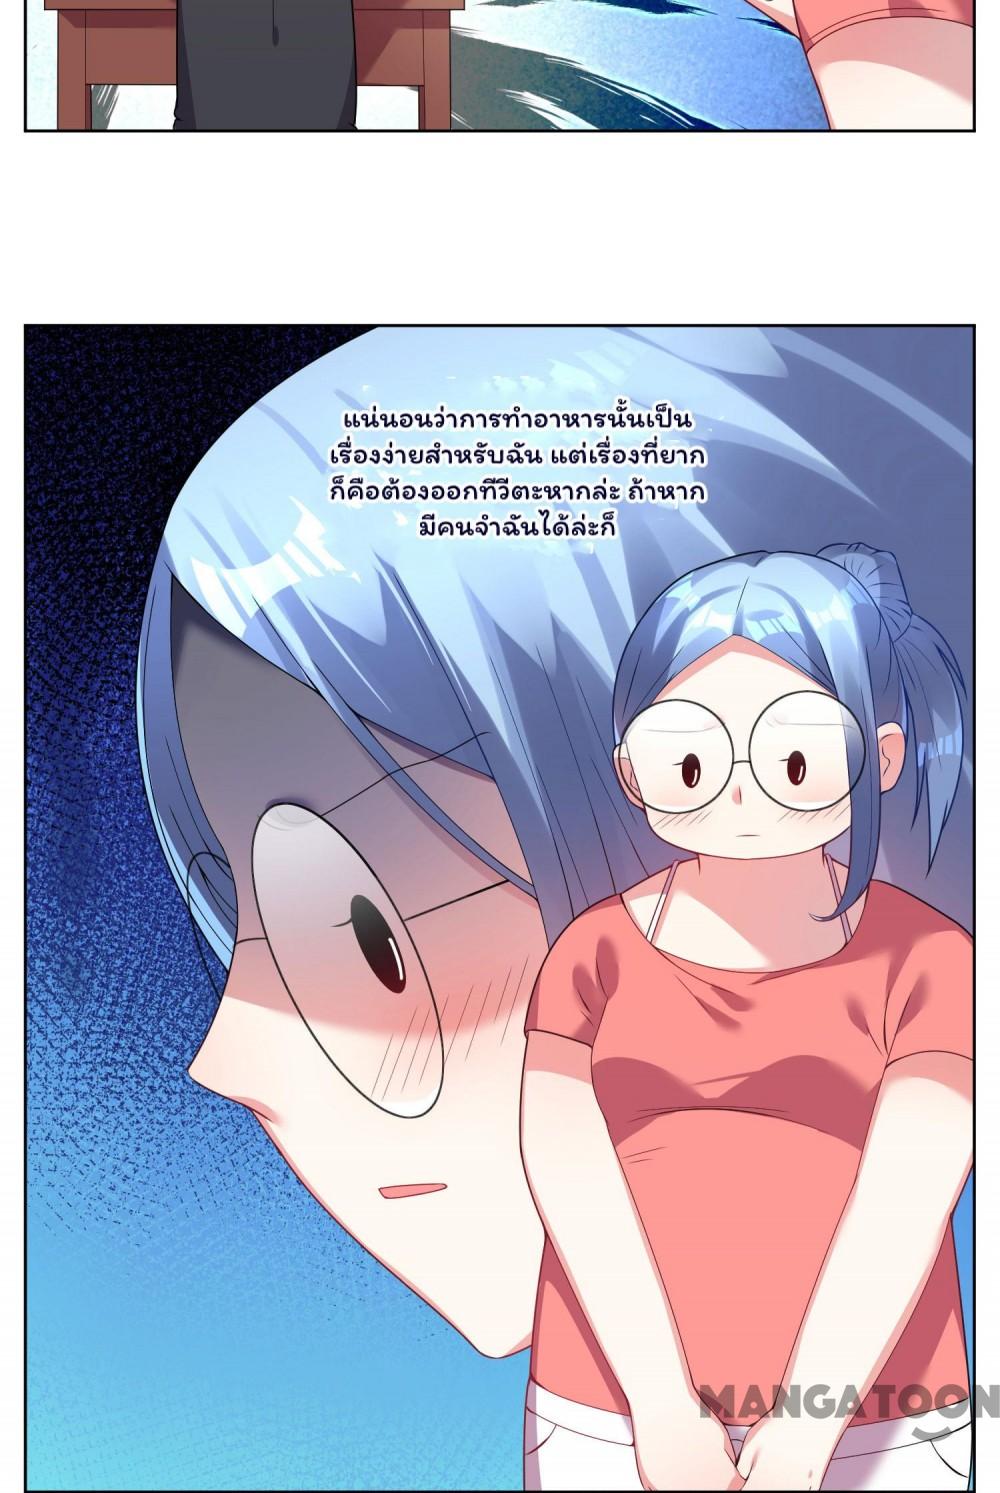 แน่นอนว่าการทำอาหารนั้นเป็น
เรื่องง่ายสำหรับฉัน แต่เรื่องที่ยาก
ก็คือต้องออกทีวีตะหากล่ะ ถ้าหาก
มีคนจำฉันได้ล่ะก็
MANGATOON